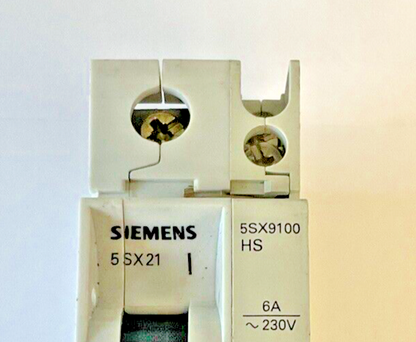 SIEMENS
5SX21
5SX9100
HS
6A
~ 230V